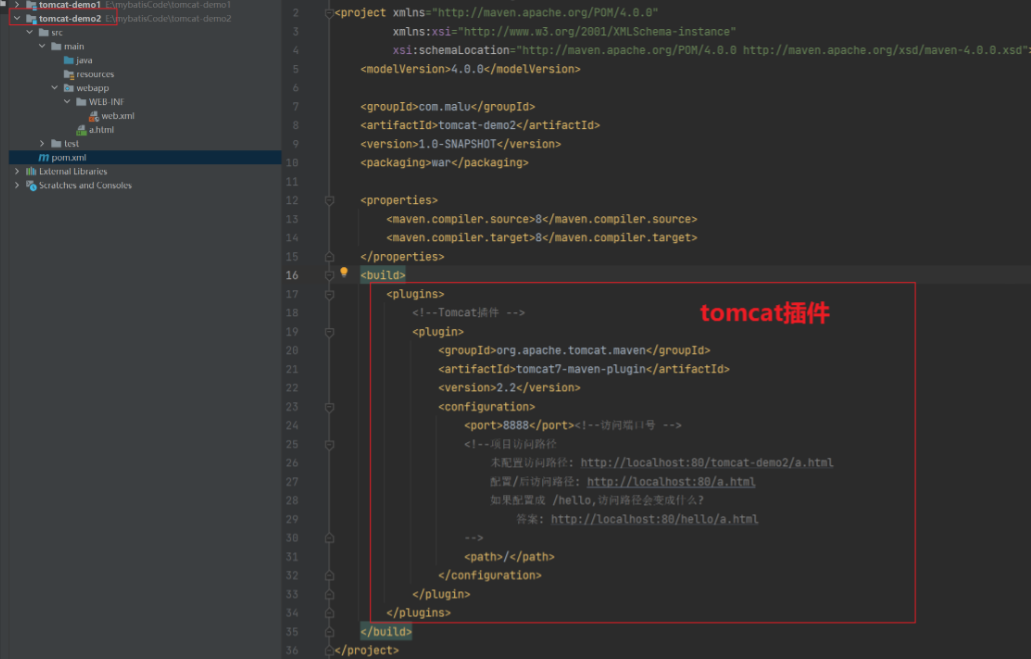 tomcat-demo1 E:\mybatisCode\tomcat-demo1
tomcat-demo2 E:\mybatisCode\tomcat-demo2
src
main
java
resources
webapp
WEB-INF
web.xml
a.html
test
pom.xml
External Libraries
Scratches and Consoles
2 <project xmlns="http://maven.apache.org/POM/4.0.0"
3 xmlns:xsi="http://www.w3.org/2001/XMLSchema-instance"
4 xsi:schemaLocation="http://maven.apache.org/POM/4.0.0 http://maven.apache.org/xsd/maven-4.0.0.xsd">
5 <modelVersion>4.0.0</modelVersion>
6
7 <groupId>com.malu</groupId>
8 <artifactId>tomcat-demo2</artifactId>
9 <version>1.0-SNAPSHOT</version>
10 <packaging>war</packaging>
11
12 <properties>
13 <maven.compiler.source>8</maven.compiler.source>
14 <maven.compiler.target>8</maven.compiler.target>
15 </properties>
16 <build>
17 <plugins>
18 <!--Tomcat插件 -->
tomcat插件
19 <plugin>
20 <groupId>org.apache.tomcat.maven</groupId>
21 <artifactId>tomcat7-maven-plugin</artifactId>
22 <version>2.2</version>
23 <configuration>
24 <port>8888</port><!--访问端口号 -->
25 <!--项目访问路径
26 未配置访问路径: http://localhost:80/tomcat-demo2/a.html
27 配置/后访问路径: http://localhost:80/a.html
28 如果配置成 /hello,访问路径会变成什么?
29 答案: http://localhost:80/hello/a.html
30 -->
31 <path>/</path>
32 </configuration>
33 </plugin>
34 </plugins>
35 </build>
36 </project>